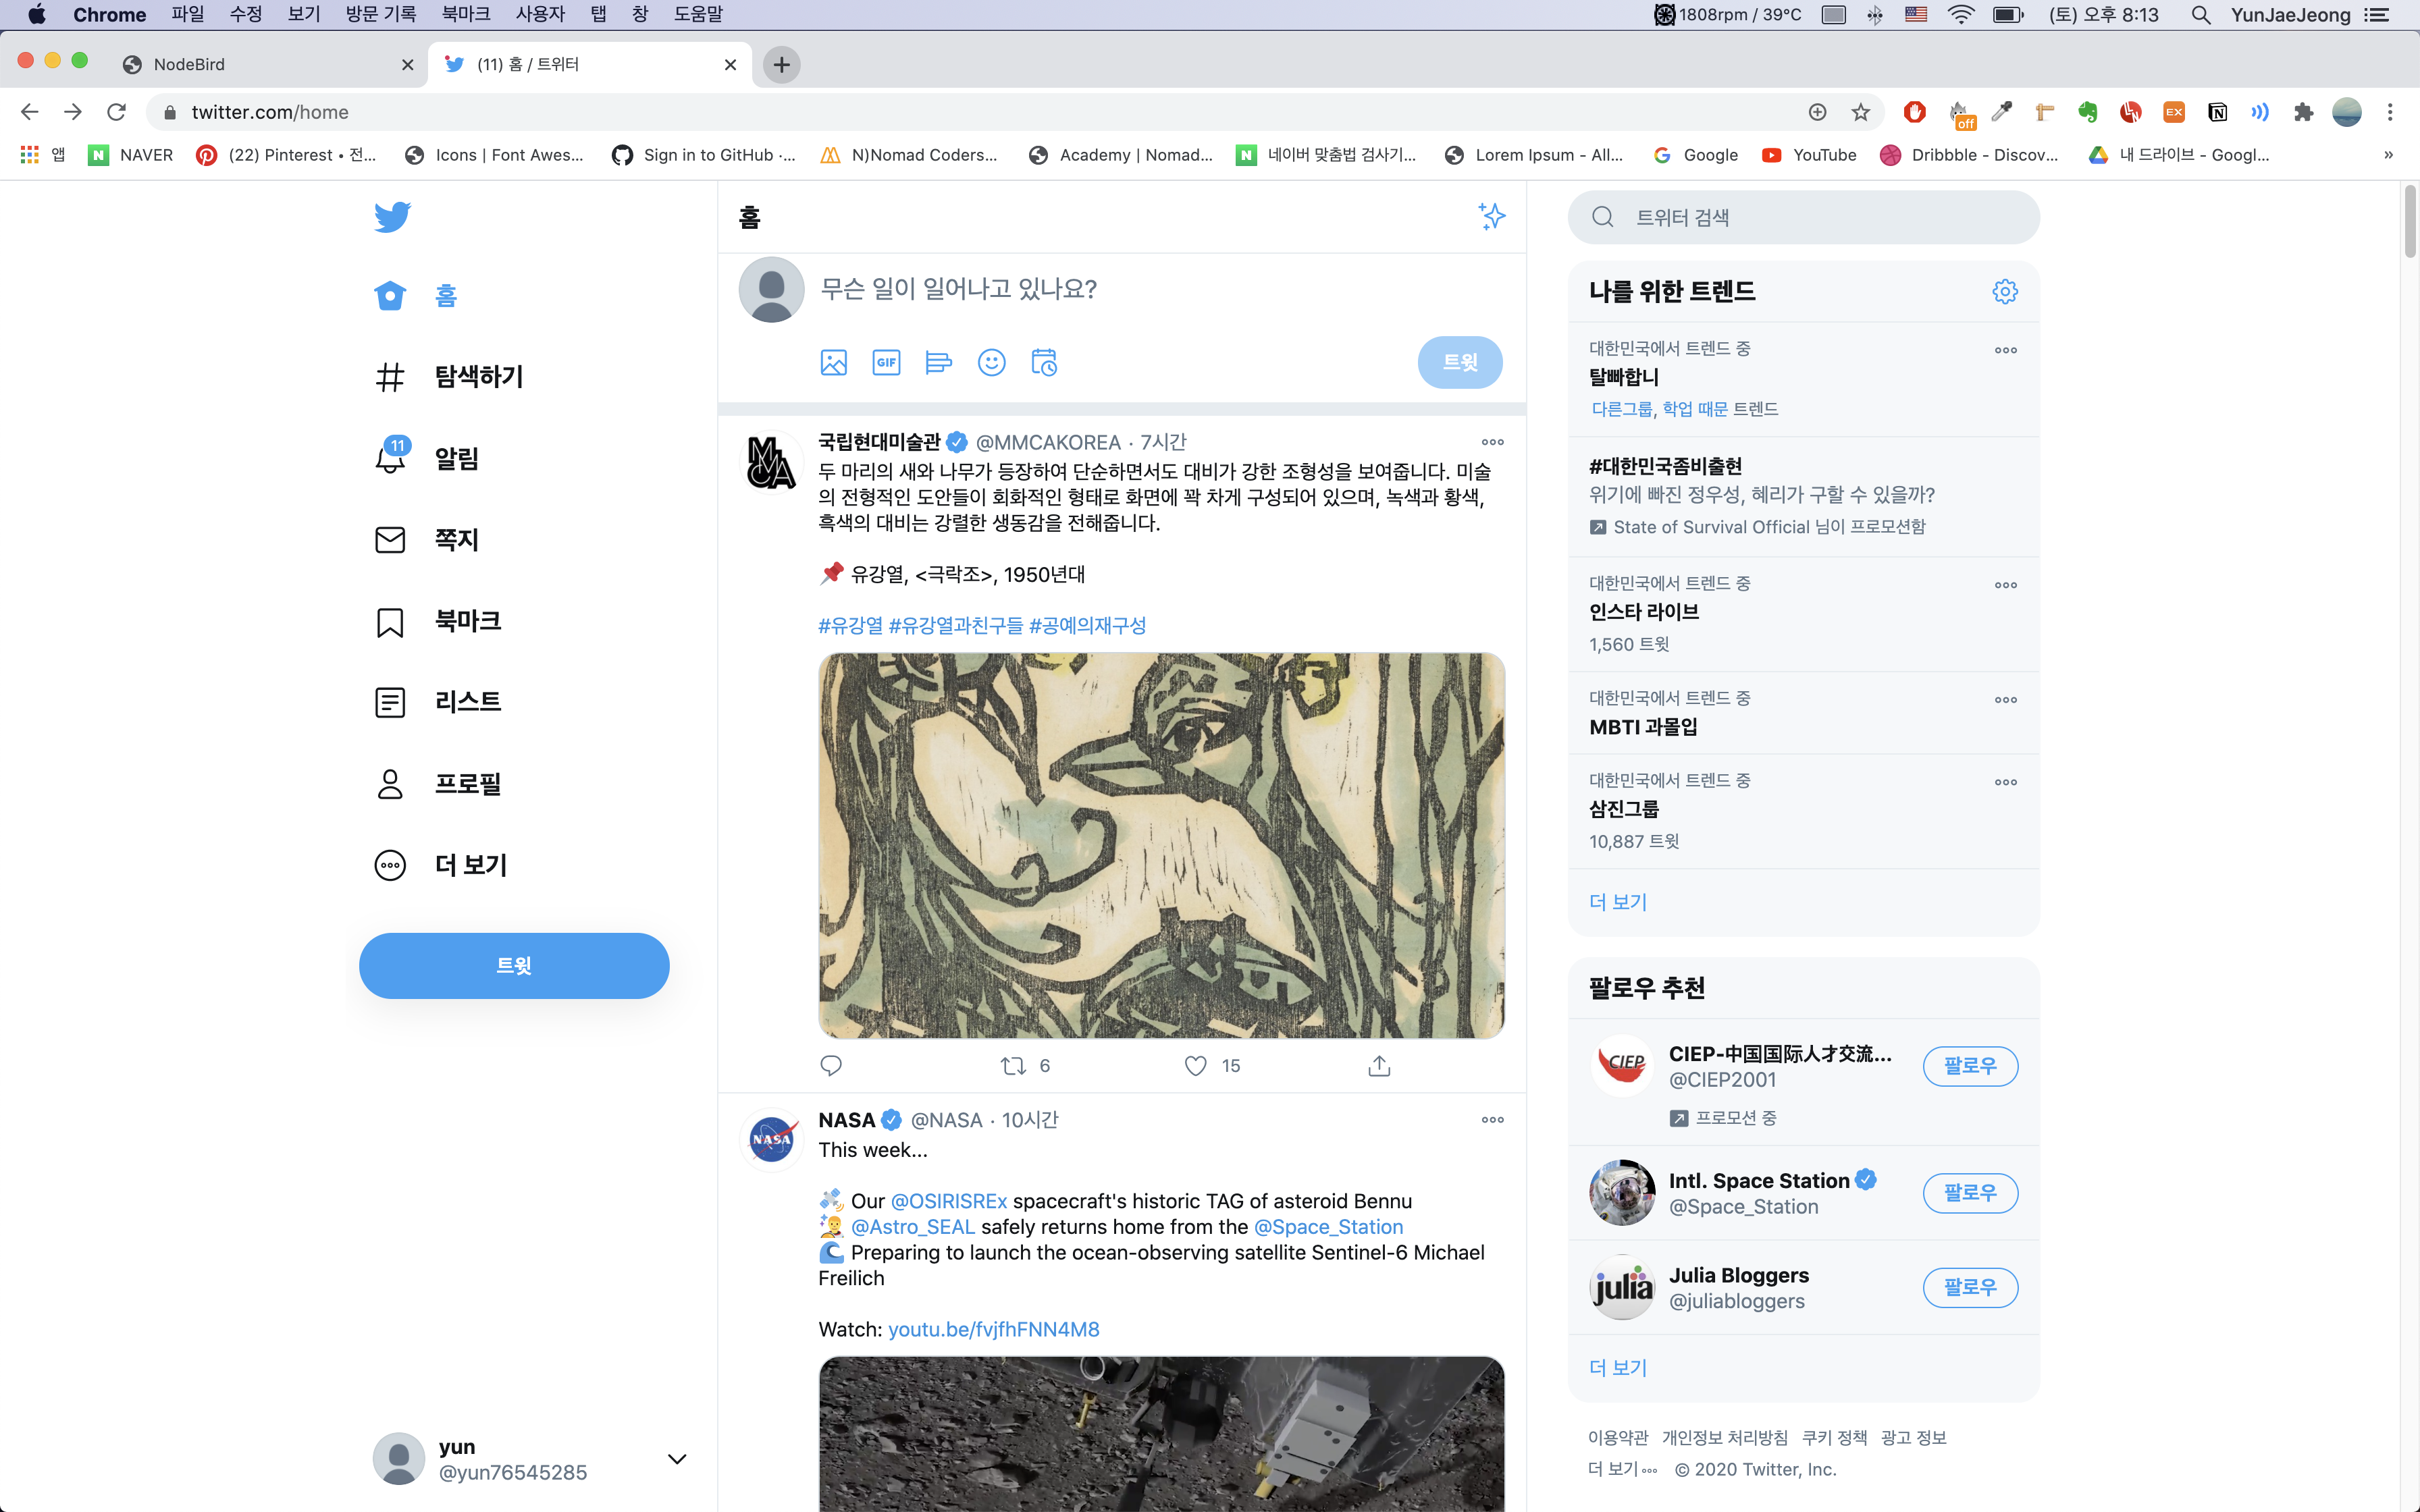 Chrome 파일 수정 보기 방문 기록 북마크 사용자 탭 창 도움말 1808rpm / 39°C (토) 오후 8:13 YunJaeJeong
NodeBird (11) 홈 / 트위터
twitter.com/home off EX
앱 N NAVER (22) Pinterest • 전... Icons | Font Awes... Sign in to GitHub ·... N)Nomad Coders... Academy | Nomad... N 네이버 맞춤법 검사기... Lorem Ipsum - All... Google YouTube Dribbble - Discov... 내 드라이브 - Googl... »
홈
탐색하기
11
알림
쪽지
북마크
리스트
프로필
더 보기
트윗
yun
@yun76545285
홈
무슨 일이 일어나고 있나요?
GIF
트윗
MMCA
국립현대미술관 @MMCAKOREA · 7시간
두 마리의 새와 나무가 등장하여 단순하면서도 대비가 강한 조형성을 보여줍니다. 미술
의 전형적인 도안들이 회화적인 형태로 화면에 꽉 차게 구성되어 있으며, 녹색과 황색,
흑색의 대비는 강렬한 생동감을 전해줍니다.
📌 유강열, <극락조>, 1950년대
#유강열 #유강열과친구들 #공예의재구성
6 15
NASA
NASA @NASA · 10시간
This week...
🛰 Our @OSIRISREx spacecraft's historic TAG of asteroid Bennu
@Astro_SEAL safely returns home from the @Space_Station
🌊 Preparing to launch the ocean-observing satellite Sentinel-6 Michael
Freilich
Watch: youtu.be/fvjfhFNN4M8
트위터 검색
나를 위한 트렌드
대한민국에서 트렌드 중
탈빠합니
다른그룹, 학업 때문 트렌드
#대한민국좀비출현
위기에 빠진 정우성, 혜리가 구할 수 있을까?
State of Survival Official 님이 프로모션함
대한민국에서 트렌드 중
인스타 라이브
1,560 트윗
대한민국에서 트렌드 중
MBTI 과몰입
대한민국에서 트렌드 중
삼진그룹
10,887 트윗
더 보기
팔로우 추천
CIEP
CIEP-中国国际人才交流...
@CIEP2001
팔로우
프로모션 중
Intl. Space Station
@Space_Station
팔로우
julia
Julia Bloggers
@juliabloggers
팔로우
더 보기
이용약관 개인정보 처리방침 쿠키 정책 광고 정보
더 보기 © 2020 Twitter, Inc.